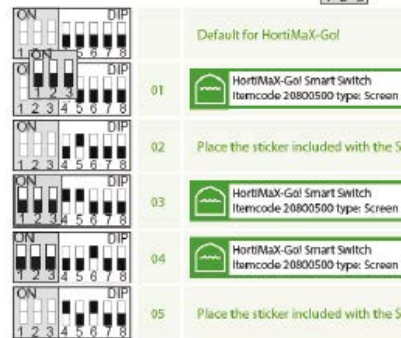 ON DIP
1 2 3 4 5 6 7 8
Default for HortiMaX-Go!
ON DIP
1 2 3 4 5 6 7 8
01
HortiMaX-Go! Smart Switch
Itemcode 20800500 type: Screen
ON DIP
1 2 3 4 5 6 7 8
02
Place the sticker included with the S
ON DIP
1 2 3 4 5 6 7 8
03
HortiMaX-Go! Smart Switch
Itemcode 20800500 type: Screen
ON DIP
1 2 3 4 5 6 7 8
04
HortiMaX-Go! Smart Switch
Itemcode 20800500 type: Screen
ON DIP
1 2 3 4 5 6 7 8
05
Place the sticker included with the S